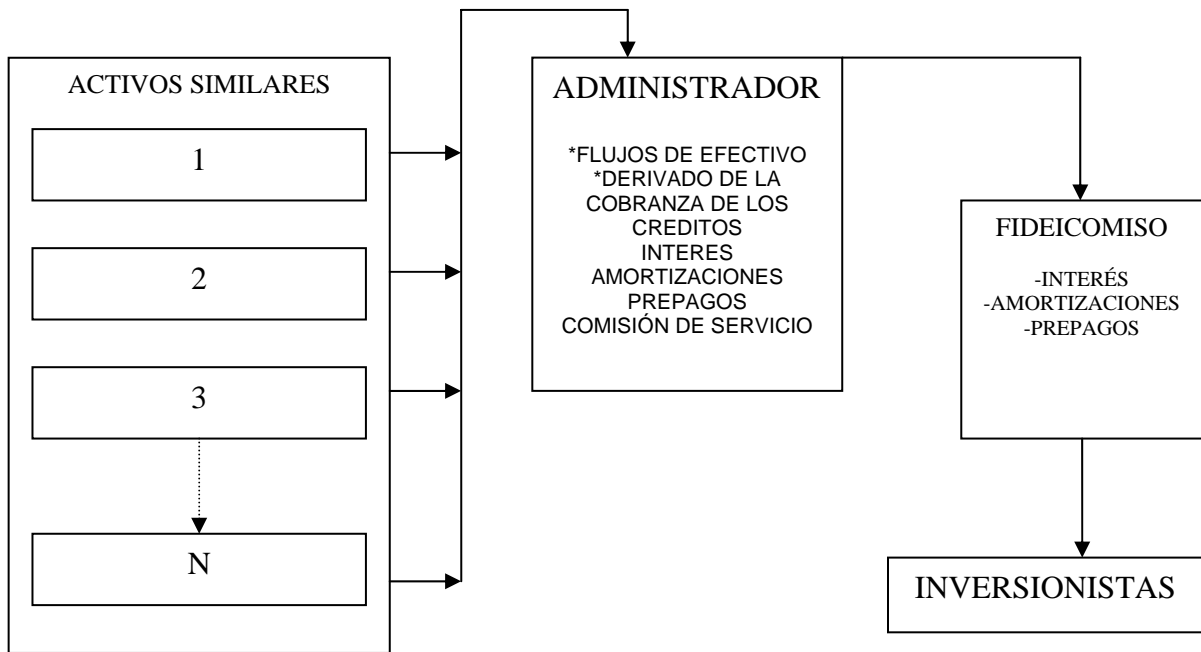 ACTIVOS SIMILARES
1
2
3
N
ADMINISTRADOR
*FLUJOS DE EFECTIVO
*DERIVADO DE LA
COBRANZA DE LOS
CREDITOS
INTERES
AMORTIZACIONES
PREPAGOS
COMISIÓN DE SERVICIO
FIDEICOMISO
-INTERÉS
-AMORTIZACIONES
-PREPAGOS
INVERSIONISTAS